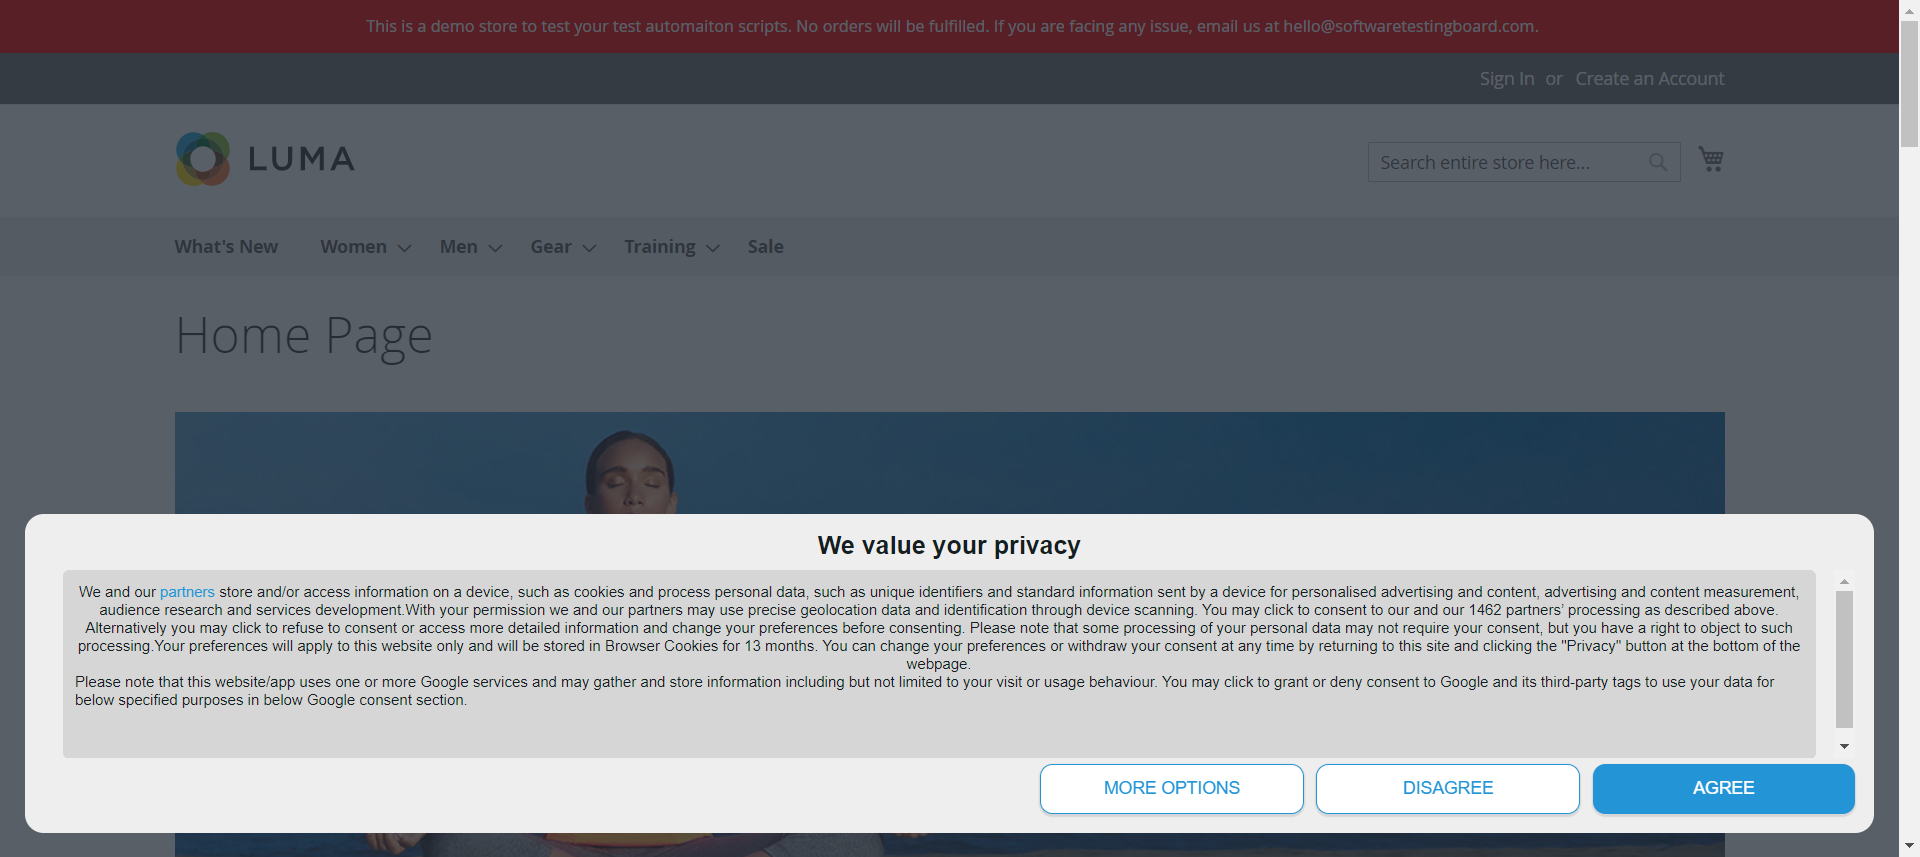 This is a demo store to test your test automaiton scripts. No orders will be fulfilled. If you are facing any issue, email us at hello@softwaretestingboard.com.
Sign In or Create an Account
LUMA
Search entire store here...
What's New Women Men Gear Training Sale
Home Page
We value your privacy
We and our partners store and/or access information on a device, such as cookies and process personal data, such as unique identifiers and standard information sent by a device for personalised advertising and content, advertising and content measurement,
audience research and services development.With your permission we and our partners may use precise geolocation data and identification through device scanning. You may click to consent to our and our 1462 partners’ processing as described above.
Alternatively you may click to refuse to consent or access more detailed information and change your preferences before consenting. Please note that some processing of your personal data may not require your consent, but you have a right to object to such
processing.Your preferences will apply to this website only and will be stored in Browser Cookies for 13 months. You can change your preferences or withdraw your consent at any time by returning to this site and clicking the "Privacy" button at the bottom of the
webpage.
Please note that this website/app uses one or more Google services and may gather and store information including but not limited to your visit or usage behaviour. You may click to grant or deny consent to Google and its third-party tags to use your data for
below specified purposes in below Google consent section.
MORE OPTIONS DISAGREE AGREE